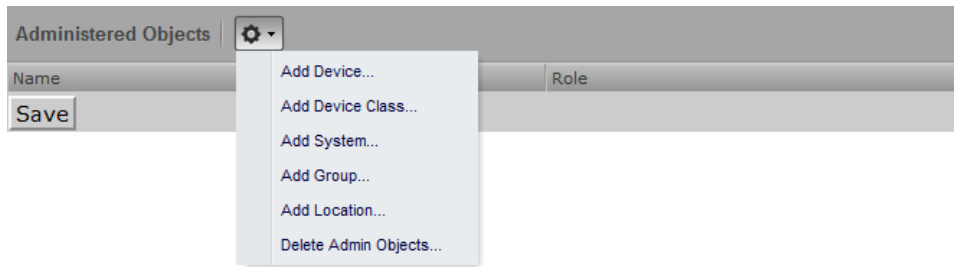 Administered Objects
Name Role
Save
Add Device...
Add Device Class...
Add System...
Add Group...
Add Location...
Delete Admin Objects...